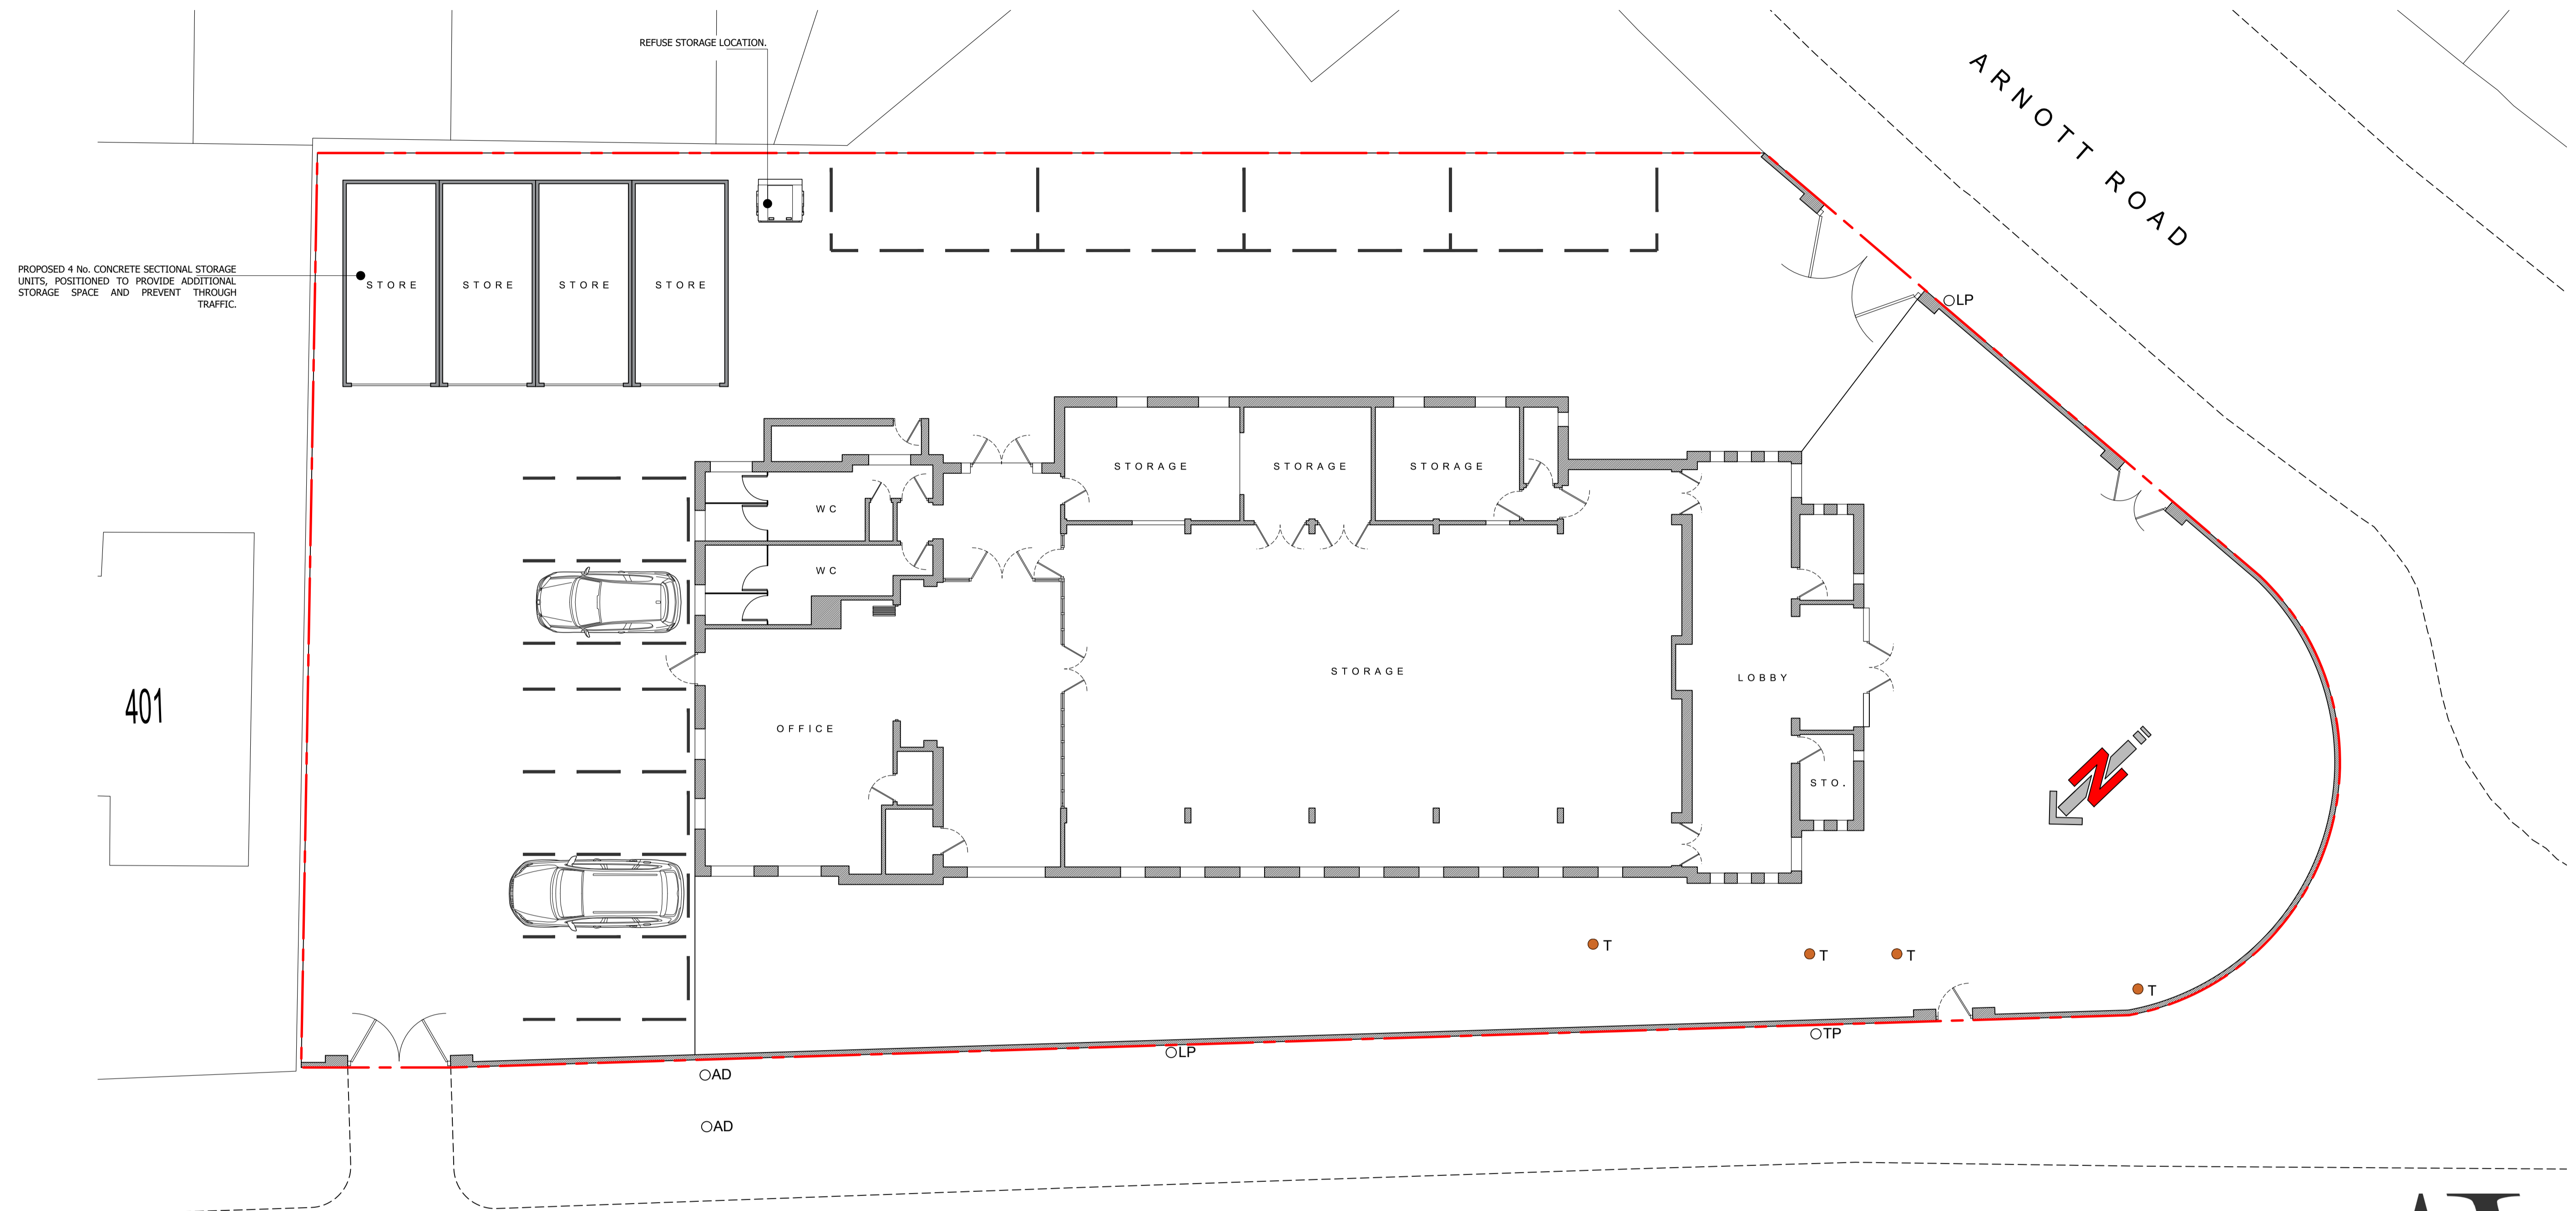 REFUSE STORAGE LOCATION.
ARNOTT ROAD
PROPOSED 4 No. CONCRETE SECTIONAL STORAGE
UNITS, POSITIONED TO PROVIDE ADDITIONAL
STORAGE SPACE AND PREVENT THROUGH
TRAFFIC.
STORE
STORE
STORE
STORE
LP
STORAGE
STORAGE
STORAGE
WC
WC
STORAGE
LOBBY
401
OFFICE
STO.
N
T
T
T
T
TP
LP
AD
AD